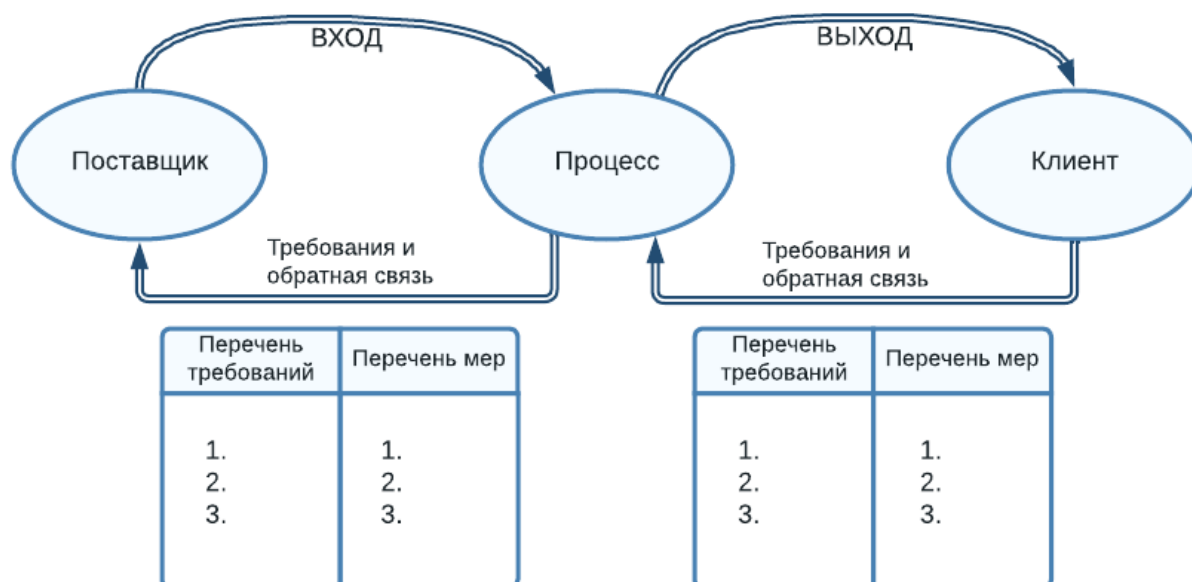 ВХОД
ВЫХОД
Поставщик
Процесс
Клиент
Требования и
обратная связь
Требования и
обратная связь
Перечень
требований
Перечень мер
1.
2.
3.
1.
2.
3.
Перечень
требований
Перечень мер
1.
2.
3.
1.
2.
3.